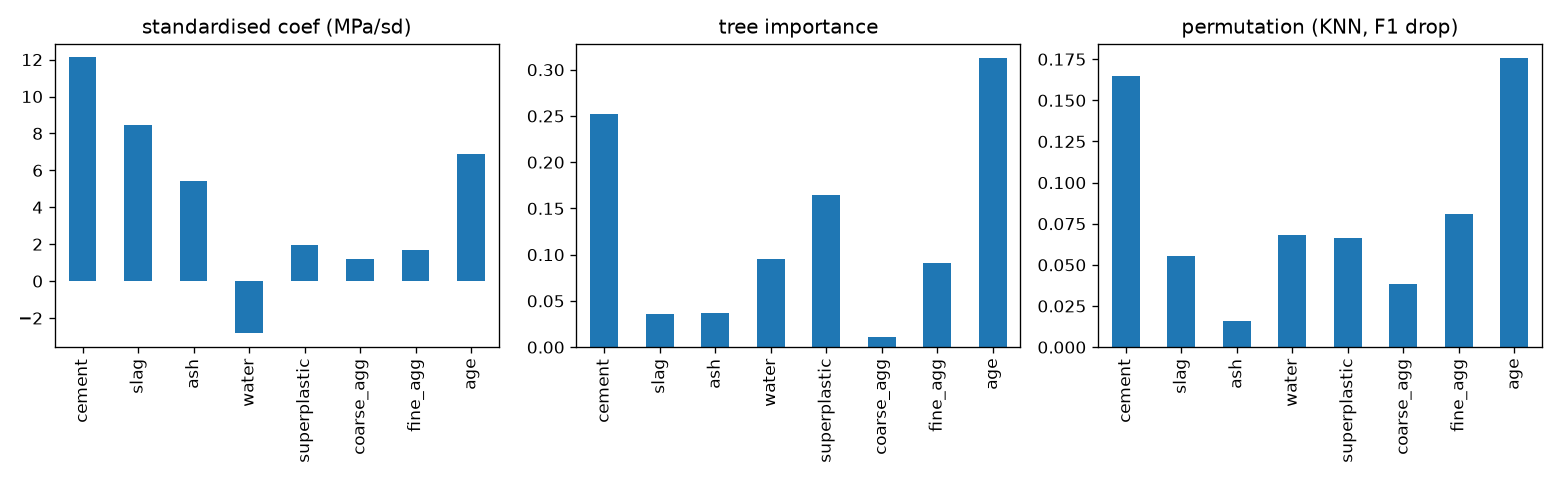 standardised coef (MPa/sd)
12
10
8
6
4
2
0
−2
cement
slag
ash
water
superplastic
coarse_agg
fine_agg
age
tree importance
0.30
0.25
0.20
0.15
0.10
0.05
0.00
cement
slag
ash
water
superplastic
coarse_agg
fine_agg
age
permutation (KNN, F1 drop)
0.175
0.150
0.125
0.100
0.075
0.050
0.025
0.000
cement
slag
ash
water
superplastic
coarse_agg
fine_agg
age